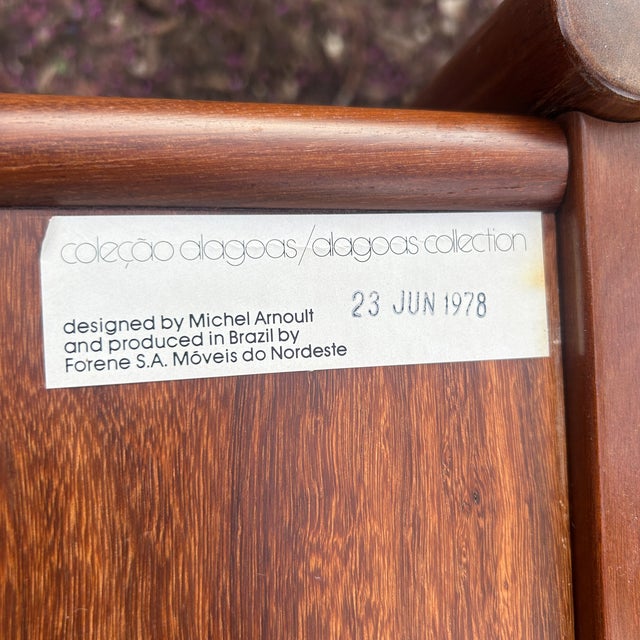 coleção alagoas/alagoas collection
23 JUN 1978
designed by Michel Arnoult
and produced in Brazil by
Forene S.A. Móveis do Nordeste